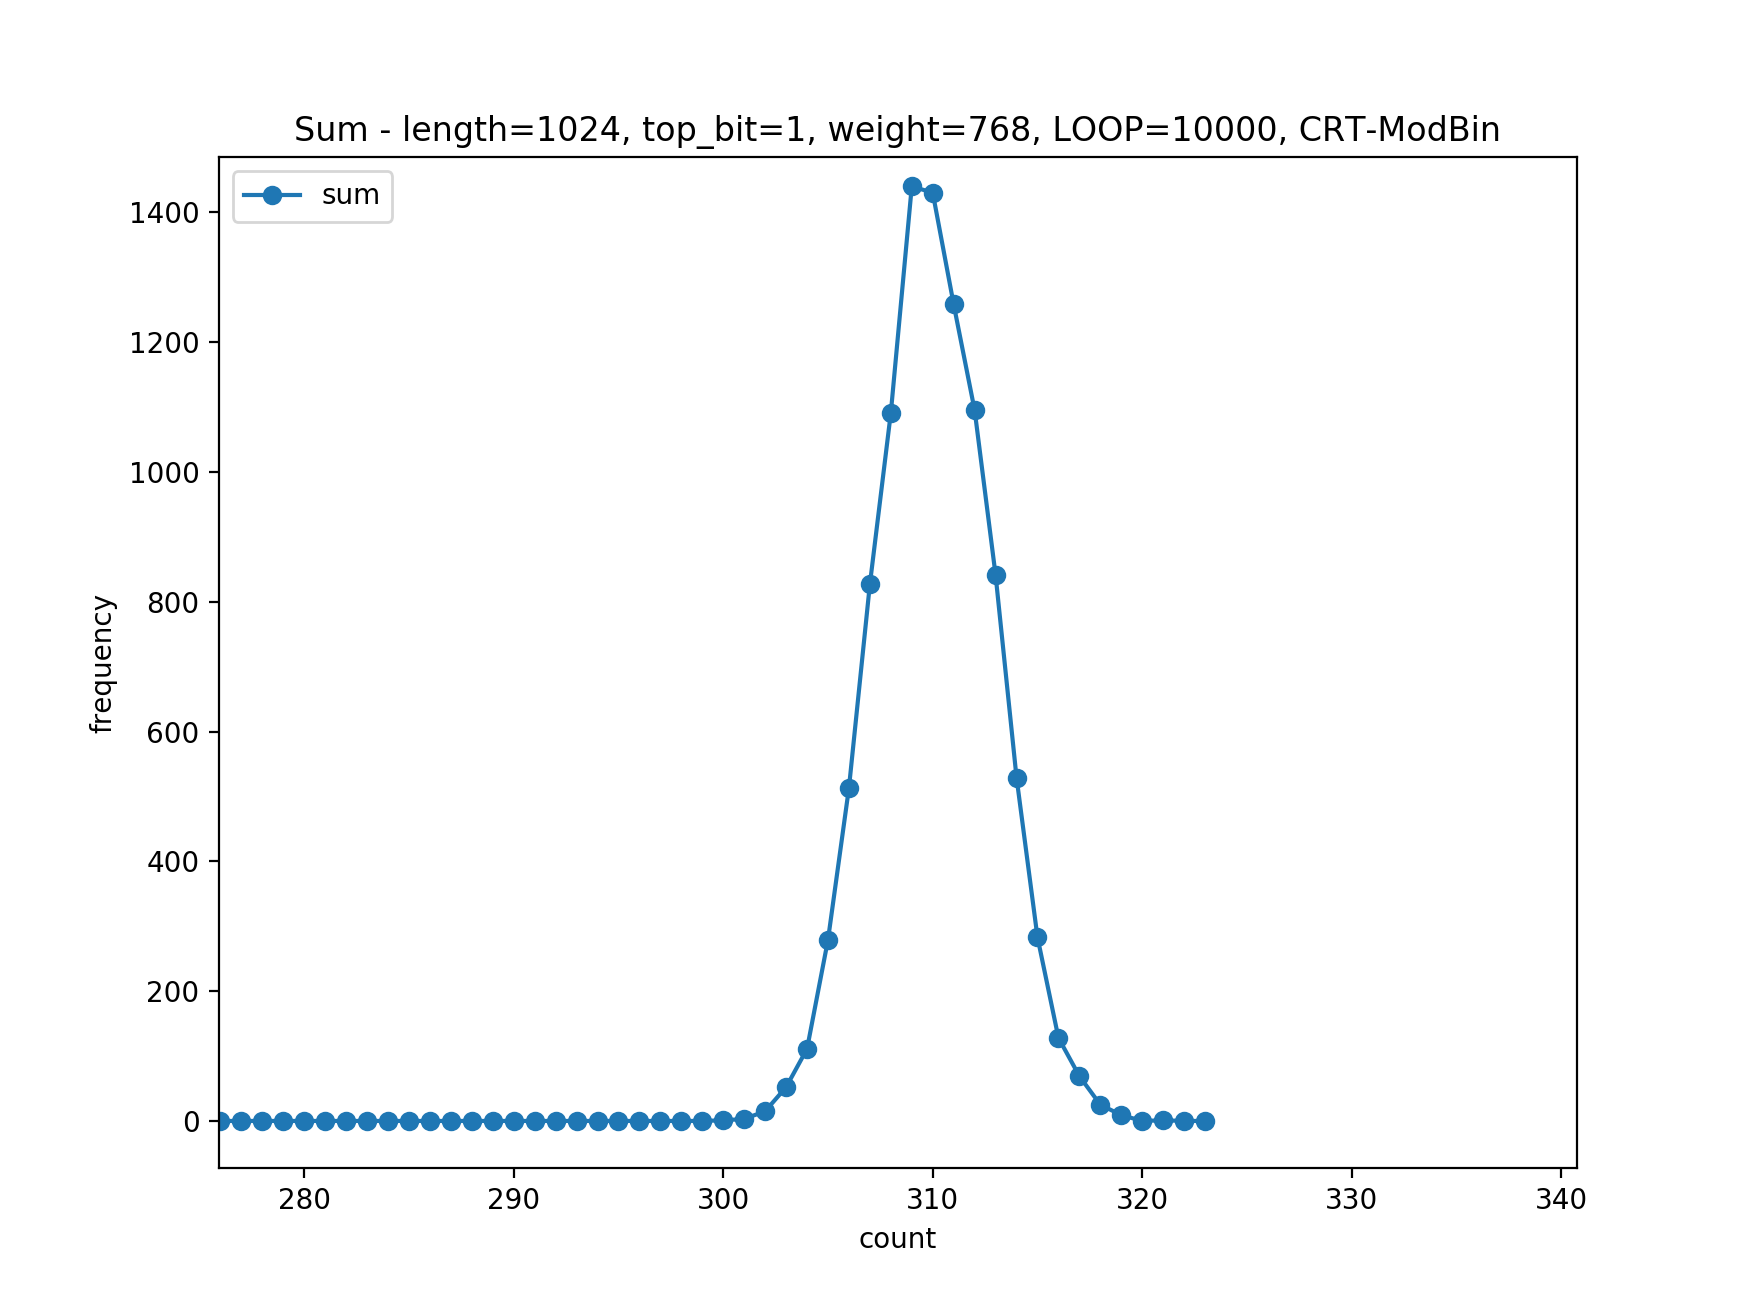 Sum - length=1024, top_bit=1, weight=768, LOOP=10000, CRT-ModBin
sum
1400
1200
1000
800
600
400
200
0
frequency
280 290 300 310 320 330 340
count